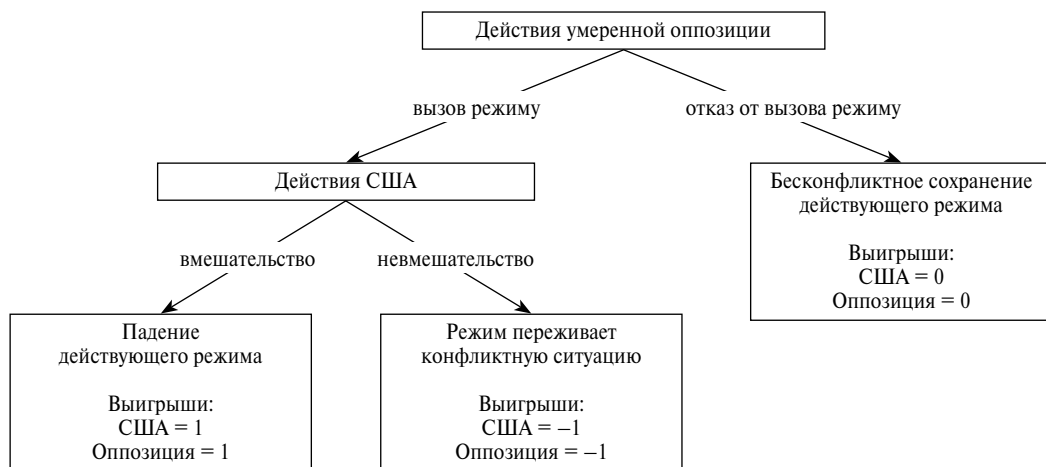 Действия умеренной оппозиции
вызов режиму
отказ от вызова режиму
Действия США
Бесконфликтное сохранение
действующего режима
Выигрыши:
США = 0
Оппозиция = 0
вмешательство
невмешательство
Падение
действующего режима
Выигрыши:
США = 1
Оппозиция = 1
Режим переживает
конфликтную ситуацию
Выигрыши:
США = –1
Оппозиция = –1